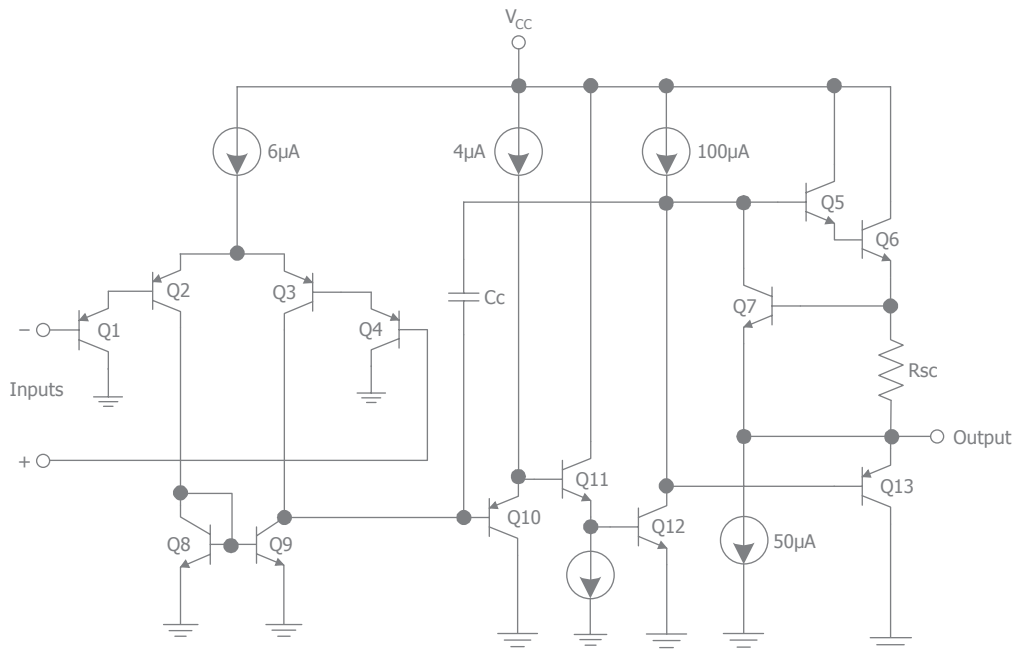 VCC
6μA
4μA
100μA
Q5
Q6
Q2
Q3
Cc
Q7
− Q1
Q4
Rsc
Inputs
+
Output
Q11
Q13
Q10
Q12
Q8
Q9
50μA